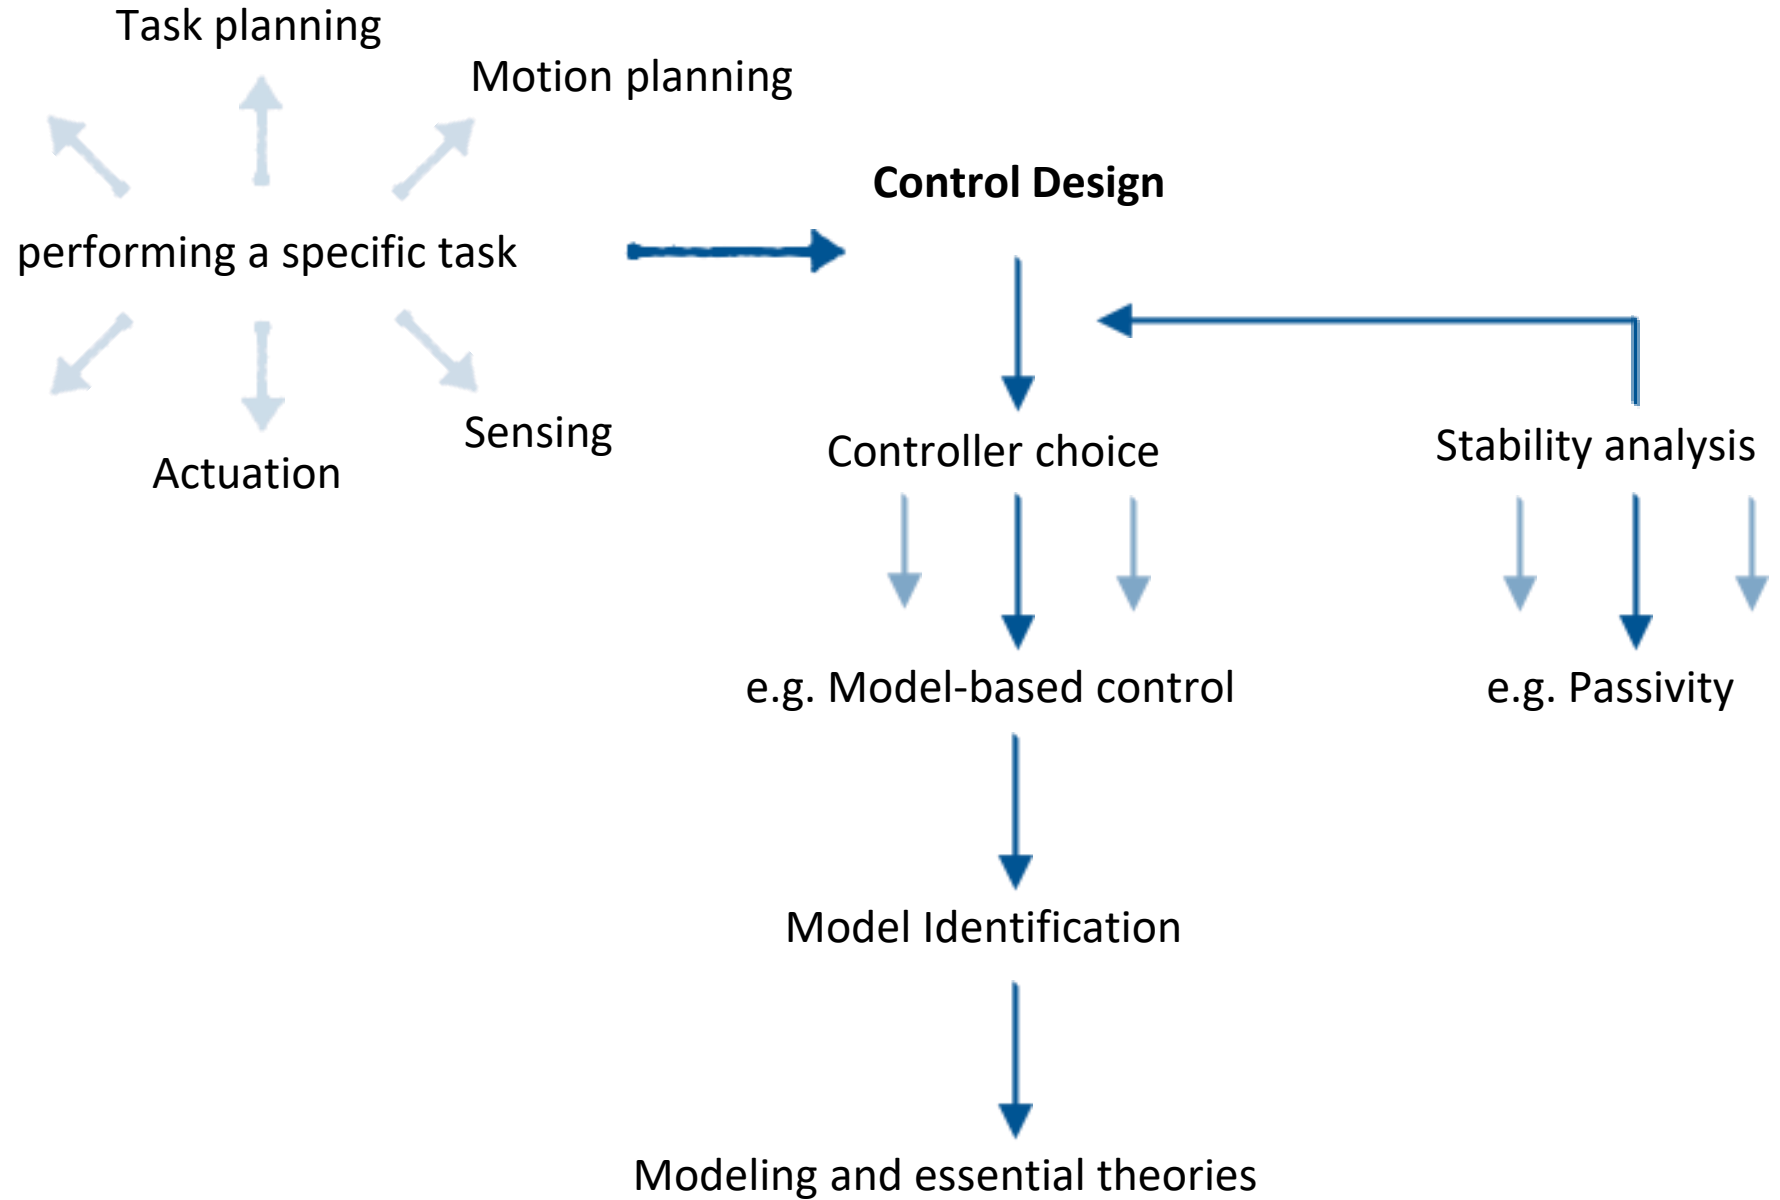 Task planning
Motion planning
Control Design
performing a specific task
Sensing
Actuation
Controller choice
Stability analysis
e.g. Model-based control
e.g. Passivity
Model Identification
Modeling and essential theories